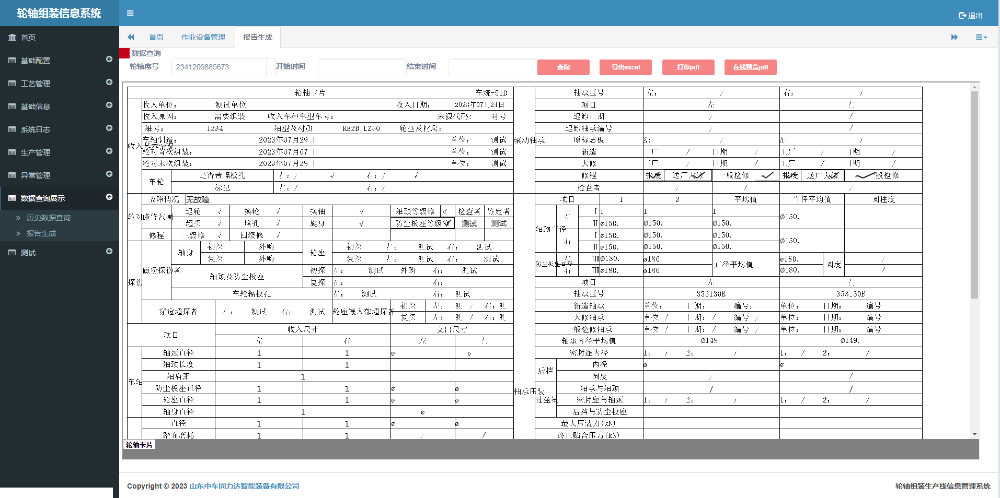 轮轴组装信息系统
退出
首页
基础配置
工艺管理
基础信息
系统日志
生产管理
异常管理
数据查询展示
» 历史数据查询
» 报告生成
测试
首页 作业设备管理 报告生成
数据查询
轮轴序号 2341209885673 开始时间 结束时间 查询 导出excel 打印pdf 在线预览pdf
轮轴卡片 车统-51D 轴承型号 左: / 右: /
收入单位: 测试单位 收入日期: 2023年07月24日 项目 左 右
收入原因: 需要组装 收入车种车型车号: 来源代码: 对号 退卸日期 / /
轴号: 1234 轴型及材质: RE2B LZ50 轮型及材质: 退卸轴承编号 / /
收入基本情况 车轴制造: 2023年07月29日 单位: 测试 滚动轴承 原标志板 A: / A: /
轮对首次组装: 2023年07月07日 单位: 测试 新造 工厂 / 日期 / 工厂 / 日期 /
轮对末次组装: 2023年07月29日 单位: 测试 大修 工厂 / 日期 / 工厂 / 日期 /
车轮 是否带辐板孔 左: / √ 右: / √ 修程 报废 送厂大修 一般检修 报废 送厂大修 一般检修
标记 左: / 右: / 检查者 / / /
故障情况 无故障 项目 1 2 平均值 直径平均值 圆柱度
轮对施修范围 退轮 √ 换轮 √ 换轴 √ 轴颈等级修 √ 检查者 鉴定者 轴颈直径 左 I 1 1 1 Ø150.
超探 √ 堵孔 √ 旋身 √ 防尘板座等级修 测试 测试 II ø150. Ø150. Ø150.
修程 三级修 √ 四级修 √ 右 I ø150. Ø150. Ø150. Ø150.
探伤 磁粉探伤者 轴身 初探 外购 轮座 初探 左: 测试 右: 测试 II ø150. Ø150. Ø150.
复探 外购 复探 左: 测试 右: 测试 防尘板座直径 左 III Ø180. ø180. 直径平均值 ø180. 圆度 /
轴颈及防尘板座 初探 左: 测试 外购 右: 测试 右 III ø180. ø180. Ø180. /
复探 左: 右: 项目 左 右
车轮辐板孔 左: 测试 右: 测试 轴承型号 353130B 353130B
穿透超探者 左: 测试 右: 测试 轮座镶入部超探者 初探 左: 测 / 右: 测 新造轴承 单位: 日期: 编号: 单位: 日期: 编号
复探 左: 测 / 右: 测 大修轴承 单位 / 日期: / 编号 / 单位: 日期: 编号
项目 收入尺寸 支出尺寸 一般检修轴承 单位 / 日期: / 编号 / 单位: 日期: 编号
左 右 左 右 轴承内径平均值 Ø149. Ø149.
车轴 轴颈直径 1 1 ø ø 轴承压装 密封座内径 1: / 2: / 1: / 2: /
轴颈长度 1 1 后挡 内径 ø ø
轴肩距 1 圆度 / /
防尘板座直径 1 1 ø ø 过盈量 轴承与轴颈 / /
轮座直径 1 1 ø ø 密封座与轴颈 1: / 2: / 1: / 2: /
轴身直径 1 ø 后挡与防尘板座
直径 1 1 ø ø 最大压装力(kN)
踏面磨耗 1 1 / / 终止贴合压力(kN)
轮轴卡片
Copyright © 2023 山东中车同力达智能装备有限公司 轮轴组装生产线信息管理系统